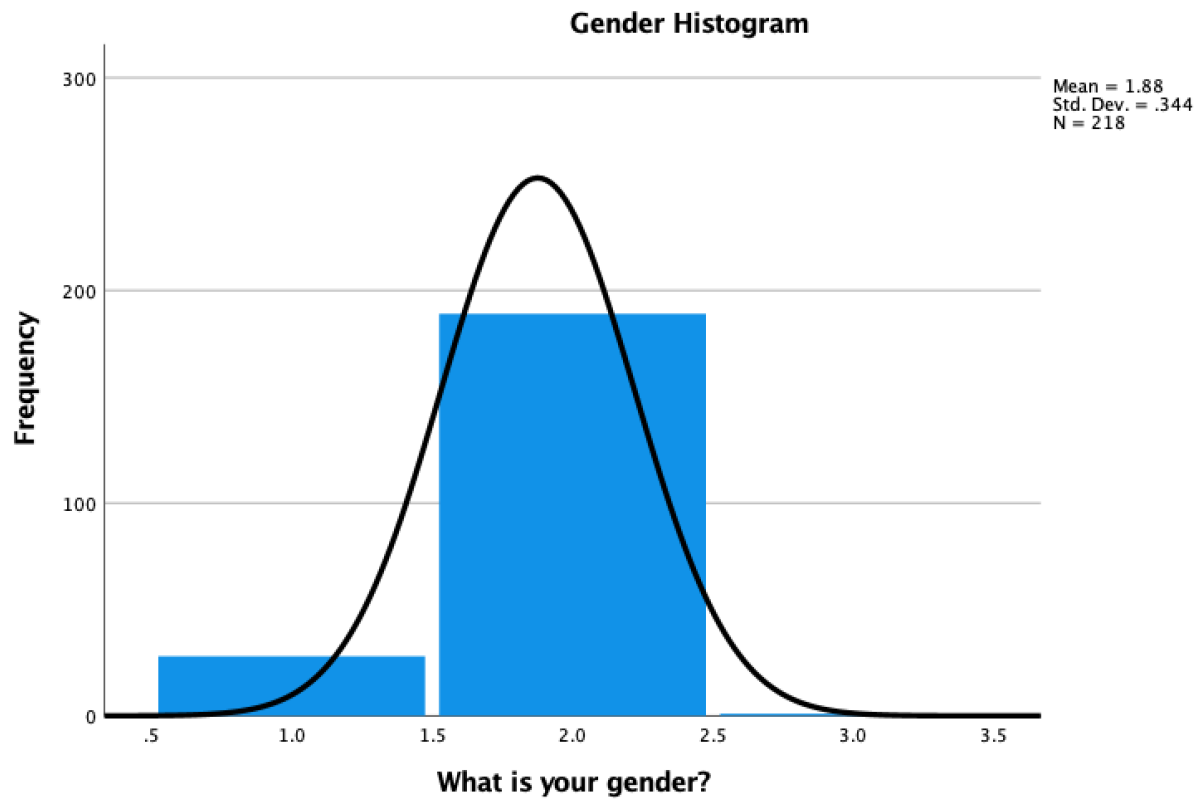 Gender Histogram
Mean = 1.88
Std. Dev. = .344
N = 218
Frequency
300
200
100
0
.5 1.0 1.5 2.0 2.5 3.0 3.5
What is your gender?